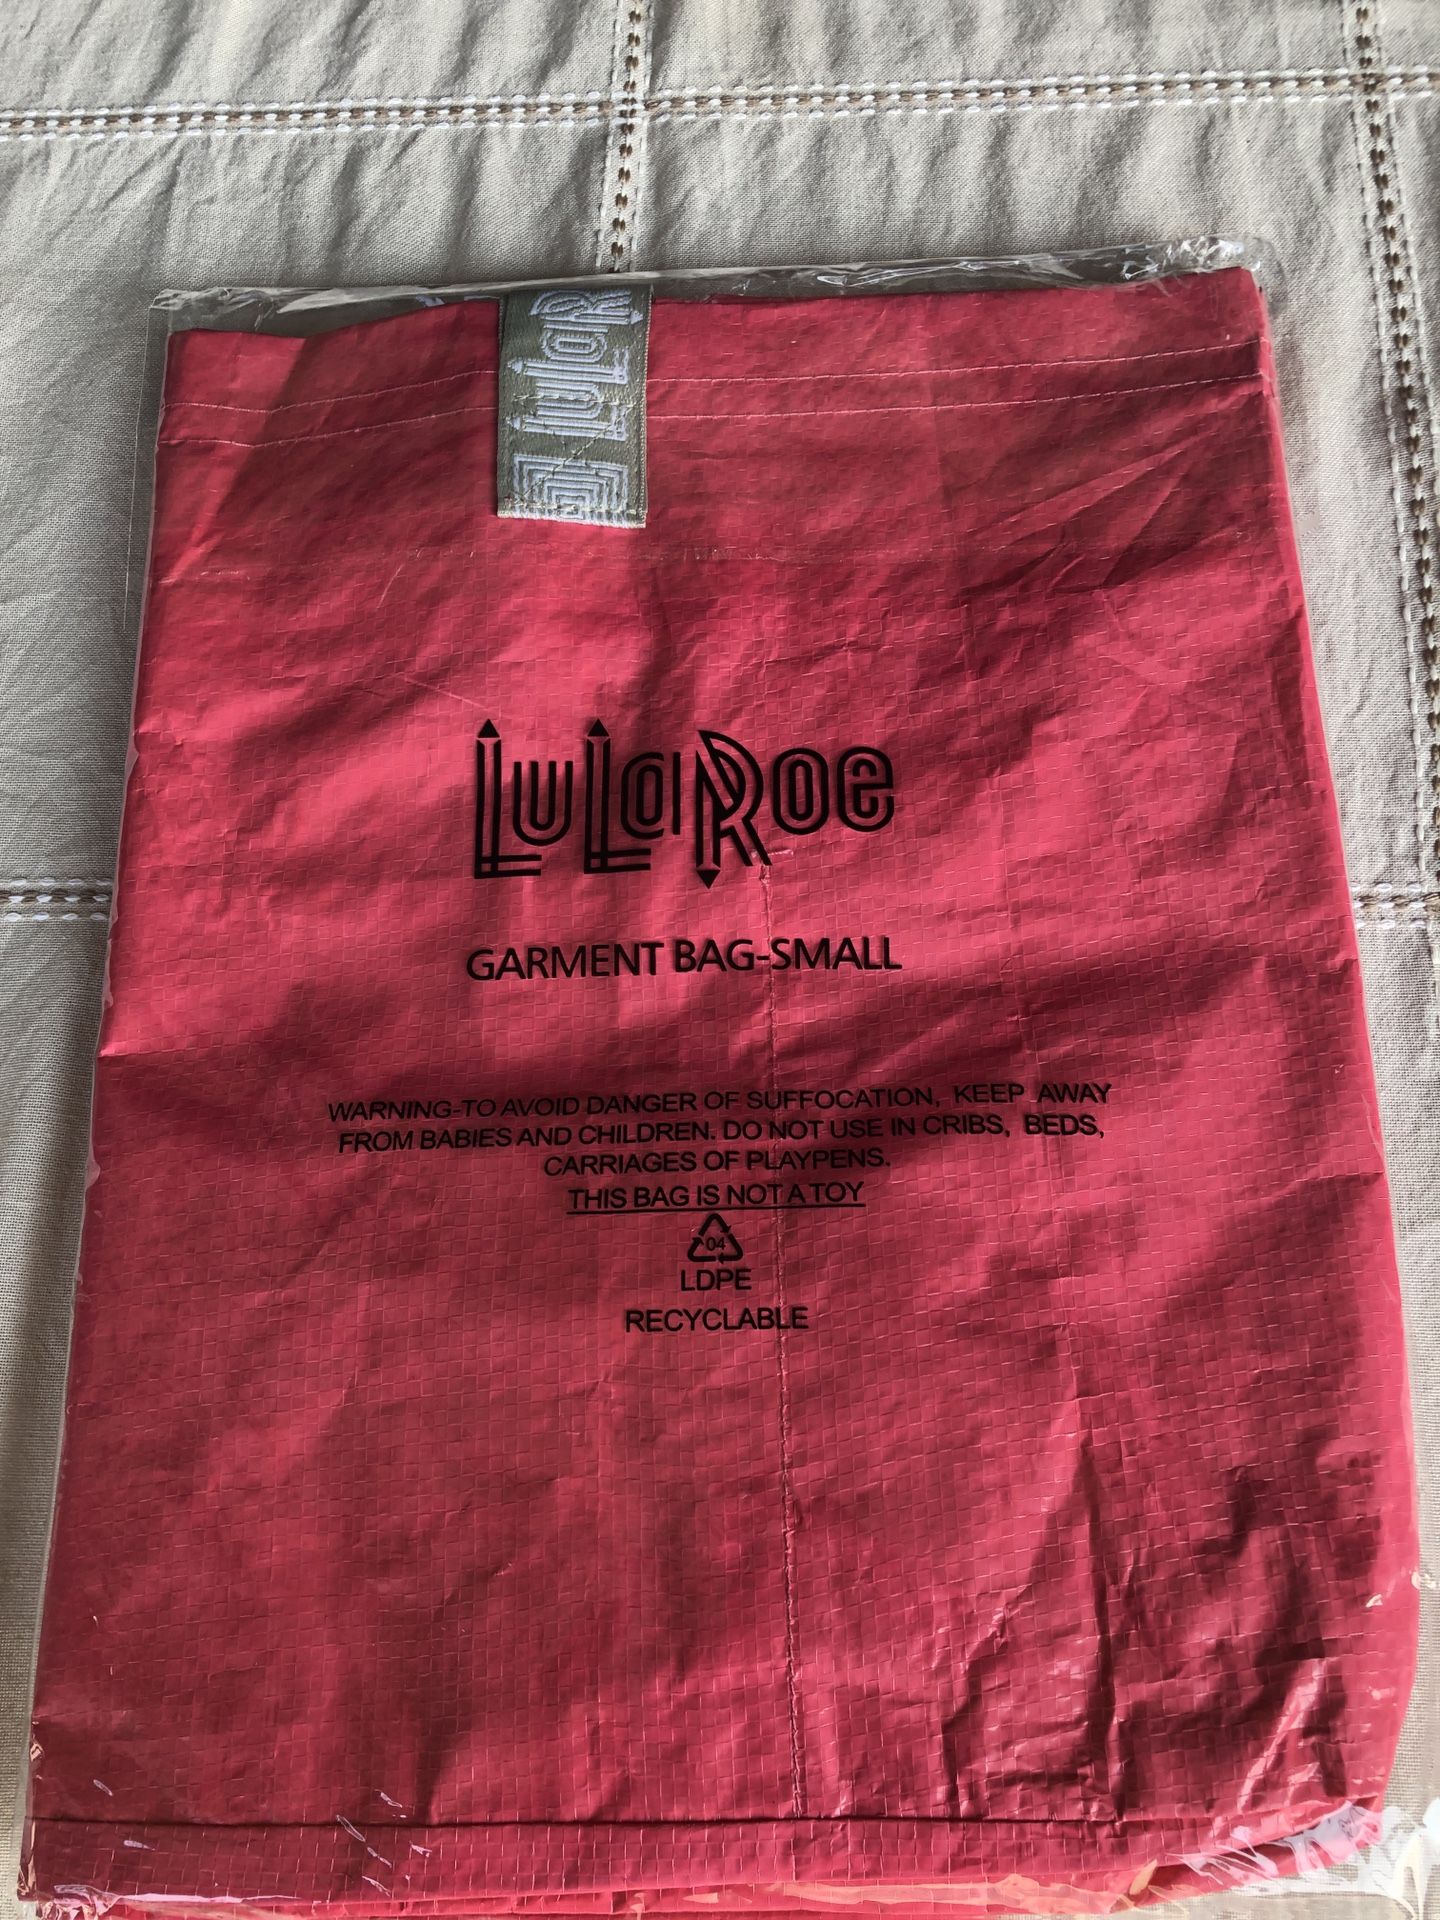 LuLaR
LuLaRoe
GARMENT BAG-SMALL
WARNING-TO AVOID DANGER OF SUFFOCATION, KEEP AWAY
FROM BABIES AND CHILDREN. DO NOT USE IN CRIBS, BEDS,
CARRIAGES OF PLAYPENS.
THIS BAG IS NOT A TOY
04
LDPE
RECYCLABLE